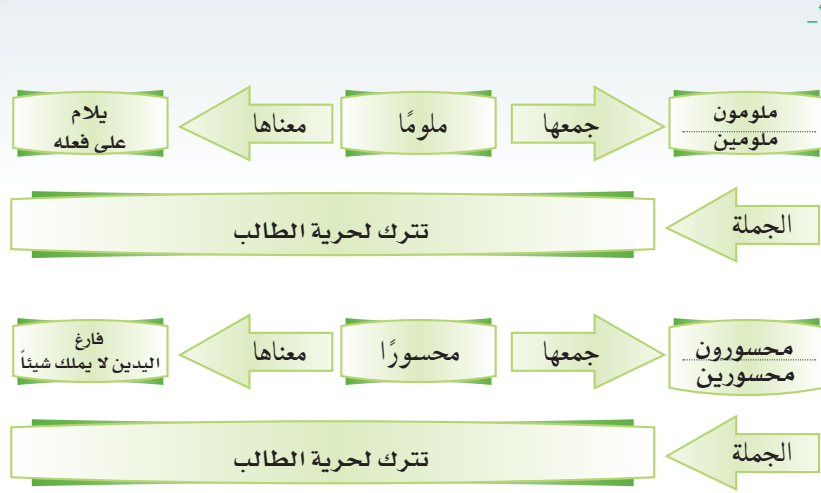 ملومون
ملومين
جمعها
ملومًا
معناها
يلام
على فعله
الجملة
تترك لحرية الطالب
محسورون
محسورين
جمعها
محسورًا
معناها
فارغ
اليدين لا يملك شيئاً
الجملة
تترك لحرية الطالب